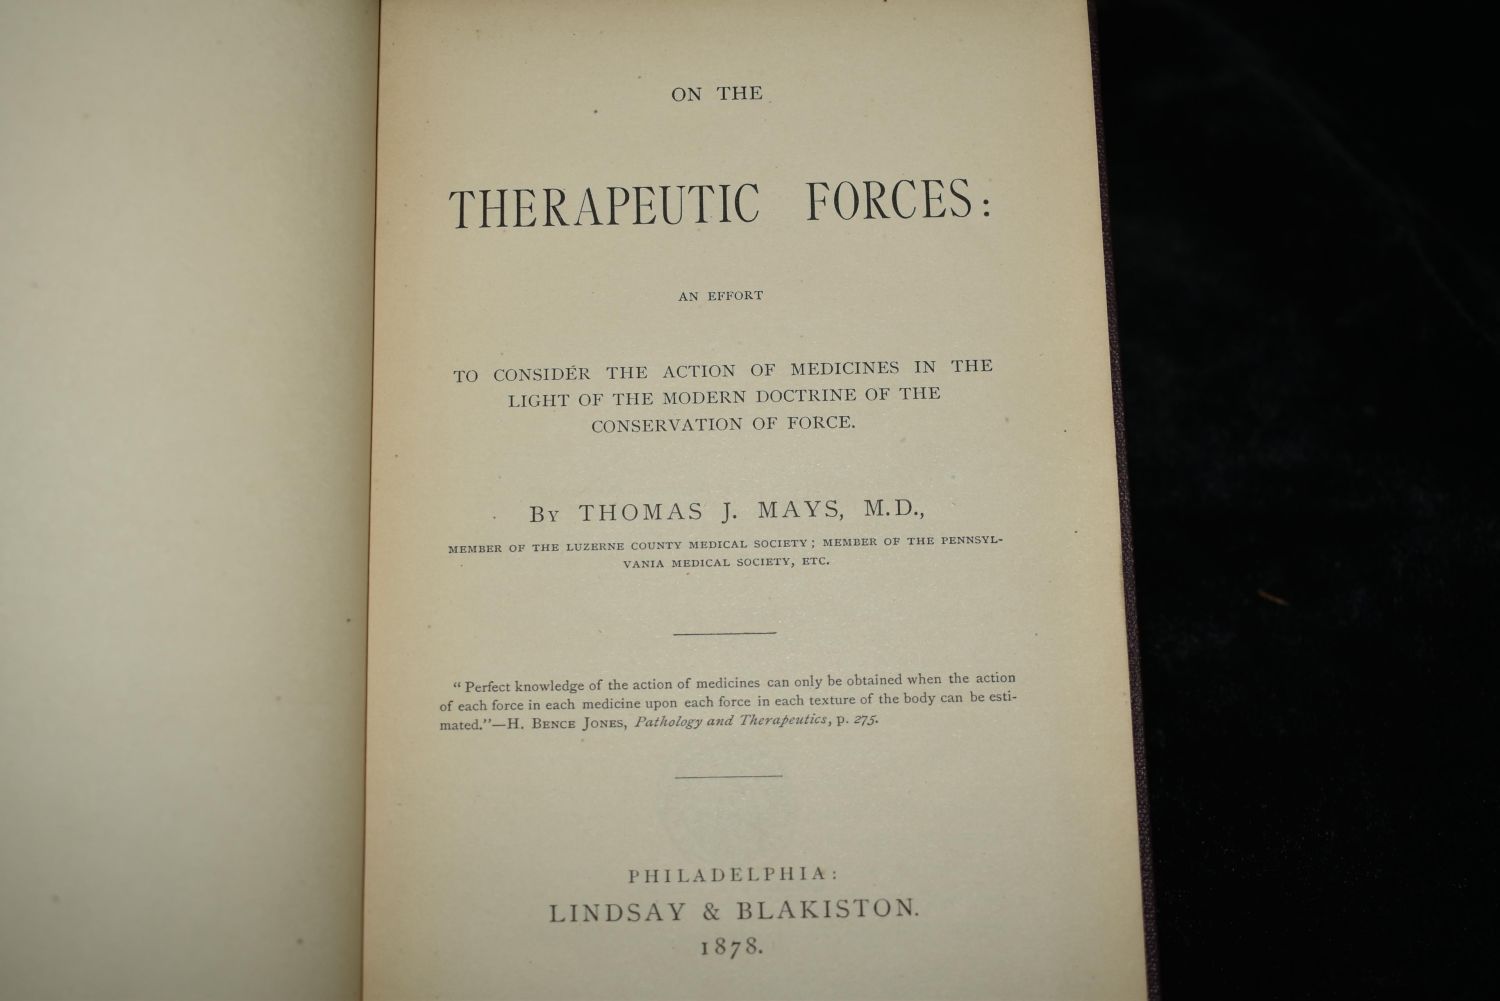 ON THE
THERAPEUTIC FORCES:
AN EFFORT
TO CONSIDER THE ACTION OF MEDICINES IN THE
LIGHT OF THE MODERN DOCTRINE OF THE
CONSERVATION OF FORCE.
BY THOMAS J. MAYS, M.D.,
MEMBER OF THE LUZERNE COUNTY MEDICAL SOCIETY; MEMBER OF THE PENNSYL-
VANIA MEDICAL SOCIETY, ETC.
“Perfect knowledge of the action of medicines can only be obtained when the action
of each force in each medicine upon each force in each texture of the body can be esti-
mated.”—H. BENCE JONES, Pathology and Therapeutics, p. 275.
PHILADELPHIA:
LINDSAY & BLAKISTON.
1878.